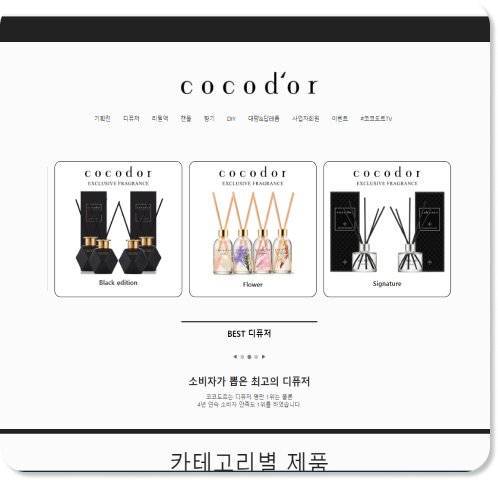 cocod'or
기획전 디퓨저 리필액 캔들 향기 DIY 대량&답례품 사업자회원 이벤트 #코코도르TV
cocodor cocodor cocodor
EXCLUSIVE FRAGRANCE EXCLUSIVE FRAGRANCE EXCLUSIVE FRAGRANCE
Black edition Flower Signature
BEST 디퓨저
소비자가 뽑은 최고의 디퓨저
코코도르는 디퓨저 명판 1위는 물론
4년 연속 소비자 만족도 1위를 하였습니다.
카테고리별 제품